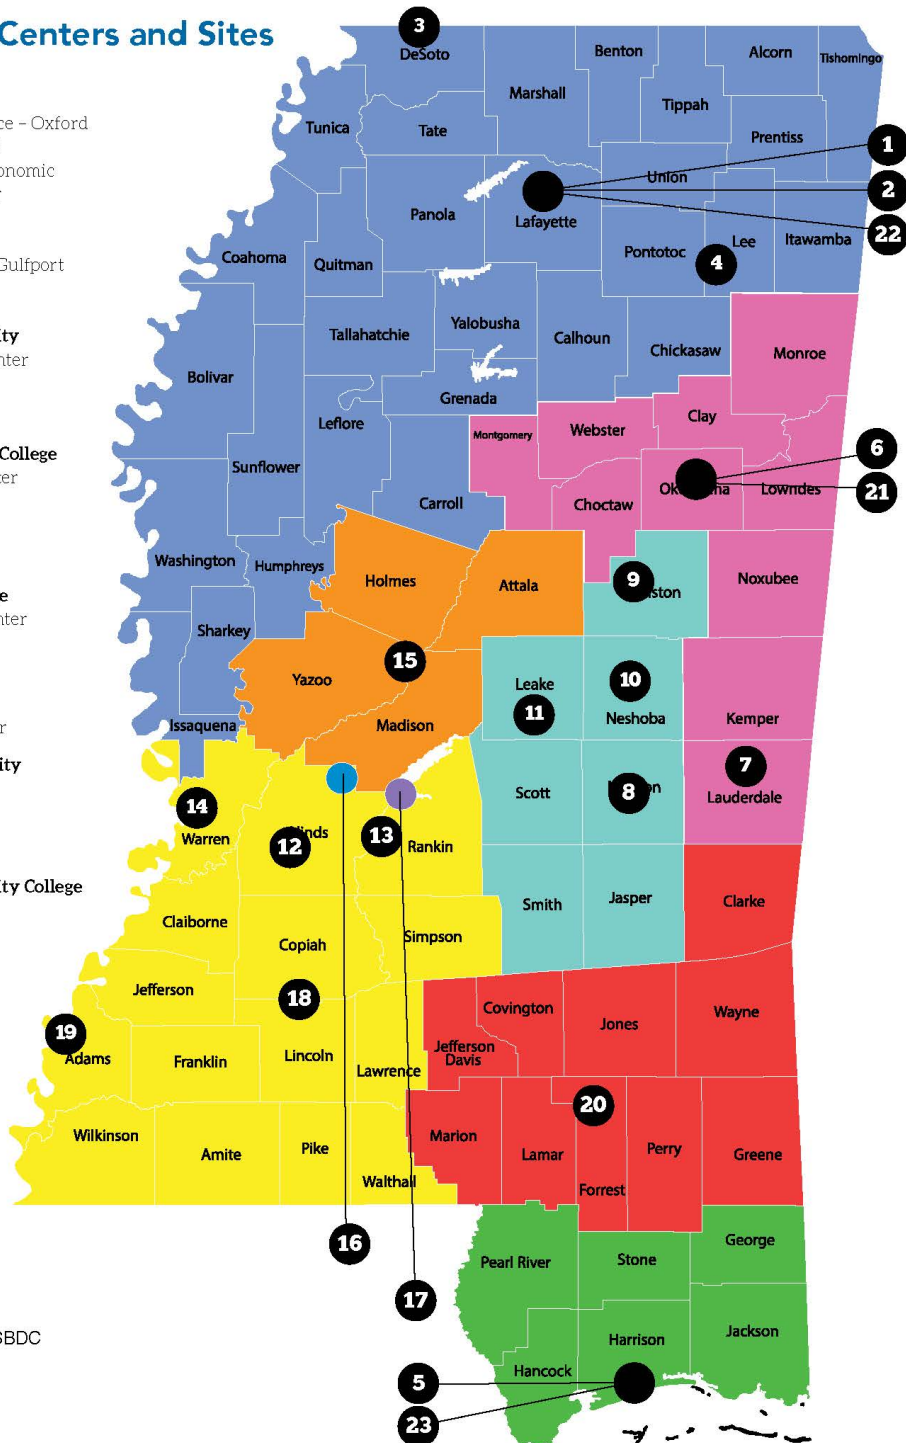 Centers and Sites
ce – Oxford
onomic
Gulfport
ity
nter
College
ter
e
nter
r
ity
ity College
SBDC
3
DeSoto
Benton
Alcorn
Tishomingo
Marshall
Tippah
Tunica
Tate
Prentiss
1
Union
2
Panola
Lafayette
22
Pontotoc
Lee
Itawamba
4
Coahoma
Quitman
Tallahatchie
Yalobusha
Calhoun
Chickasaw
Monroe
Bolivar
Grenada
Leflore
Clay
Montgomery
Webster
6
Sunflower
Ok
ha
Lowndes
21
Carroll
Choctaw
Washington
Humphreys
Holmes
Attala
9
ston
Noxubee
Sharkey
15
Yazoo
Leake
10
11
Neshoba
Kemper
Issaquena
Madison
7
Scott
8
n
Lauderdale
14
Warren
inds
12
13
Rankin
Smith
Jasper
Clarke
Claiborne
Copiah
Simpson
Jefferson
18
Covington
Jones
Wayne
19
Adams
Franklin
Lincoln
Lawrence
Jefferson
Davis
20
Wilkinson
Amite
Pike
Walthall
Marion
Lamar
Forrest
Perry
Greene
16
17
Pearl River
Stone
George
Hancock
Harrison
Jackson
5
23